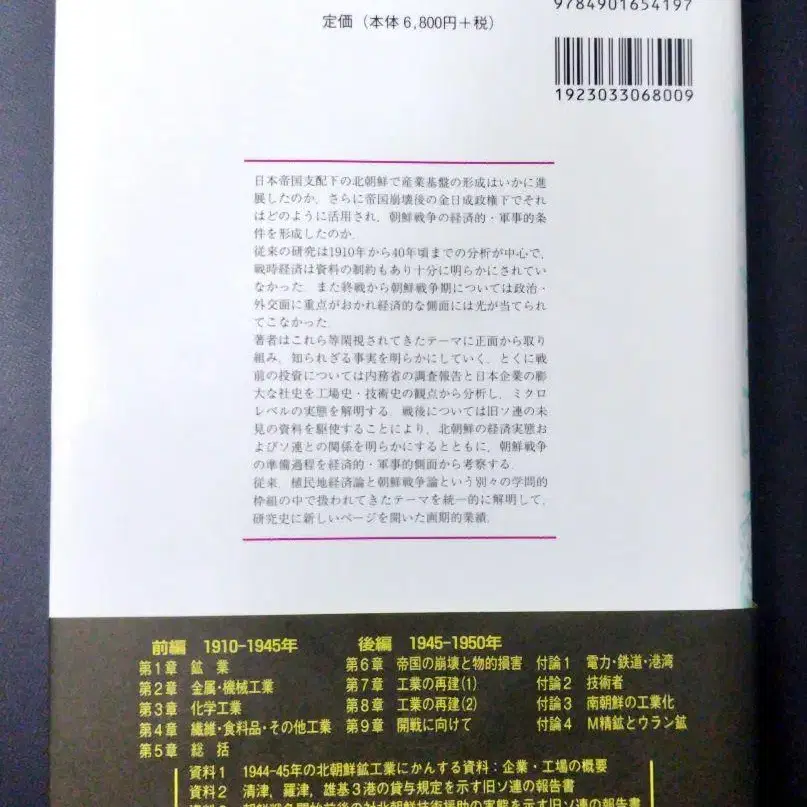 9784901654197
定価（本体6,800円＋税）
1923033068009
日本帝国支配下の北朝鮮で産業基盤の形成はいかに進
展したのか．さらに帝国崩壊後の金日成政権下でそれ
はどのように活用され，朝鮮戦争の経済的・軍事的条
件を形成したのか．
従来の研究は1910年から40年頃までの分析が中心で，
戦時経済は資料の制約もあり十分に明らかにされてい
なかった．また終戦から朝鮮戦争期については政治・
外交面に重点がおかれ経済的な側面には光が当てられ
てこなかった．
著者はこれら等閑視されてきたテーマに正面から取り
組み，知られざる事実を明らかにしていく．とくに戦
前の投資については内務省の調査報告と日本企業の膨
大な社史を工場史・技術史の観点から分析し，ミクロ
レベルの実態を解明する．戦後については旧ソ連の未
見の資料を駆使することにより，北朝鮮の経済実態お
よびソ連との関係を明らかにするとともに，朝鮮戦争
の準備過程を経済的・軍事的側面から考察する．
従来，植民地経済論と朝鮮戦争論という別々の学問的
枠組の中で扱われてきたテーマを統一的に解明して，
研究史に新しいページを開いた画期的業績．
前編　1910-1945年
第1章　鉱　業
第2章　金属・機械工業
第3章　化学工業
第4章　繊維・食料品・その他工業
第5章　総　括
後編　1945-1950年
第6章　帝国の崩壊と物的損害
第7章　工業の再建(1)
第8章　工業の再建(2)
第9章　開戦に向けて
付論1　電力・鉄道・港湾
付論2　技術者
付論3　南朝鮮の工業化
付論4　M精鉱とウラン鉱
資料1　1944-45年の北朝鮮鉱工業にかんする資料：企業・工場の概要
資料2　清津，羅津，雄基3港の貸与規定を示す旧ソ連の報告書